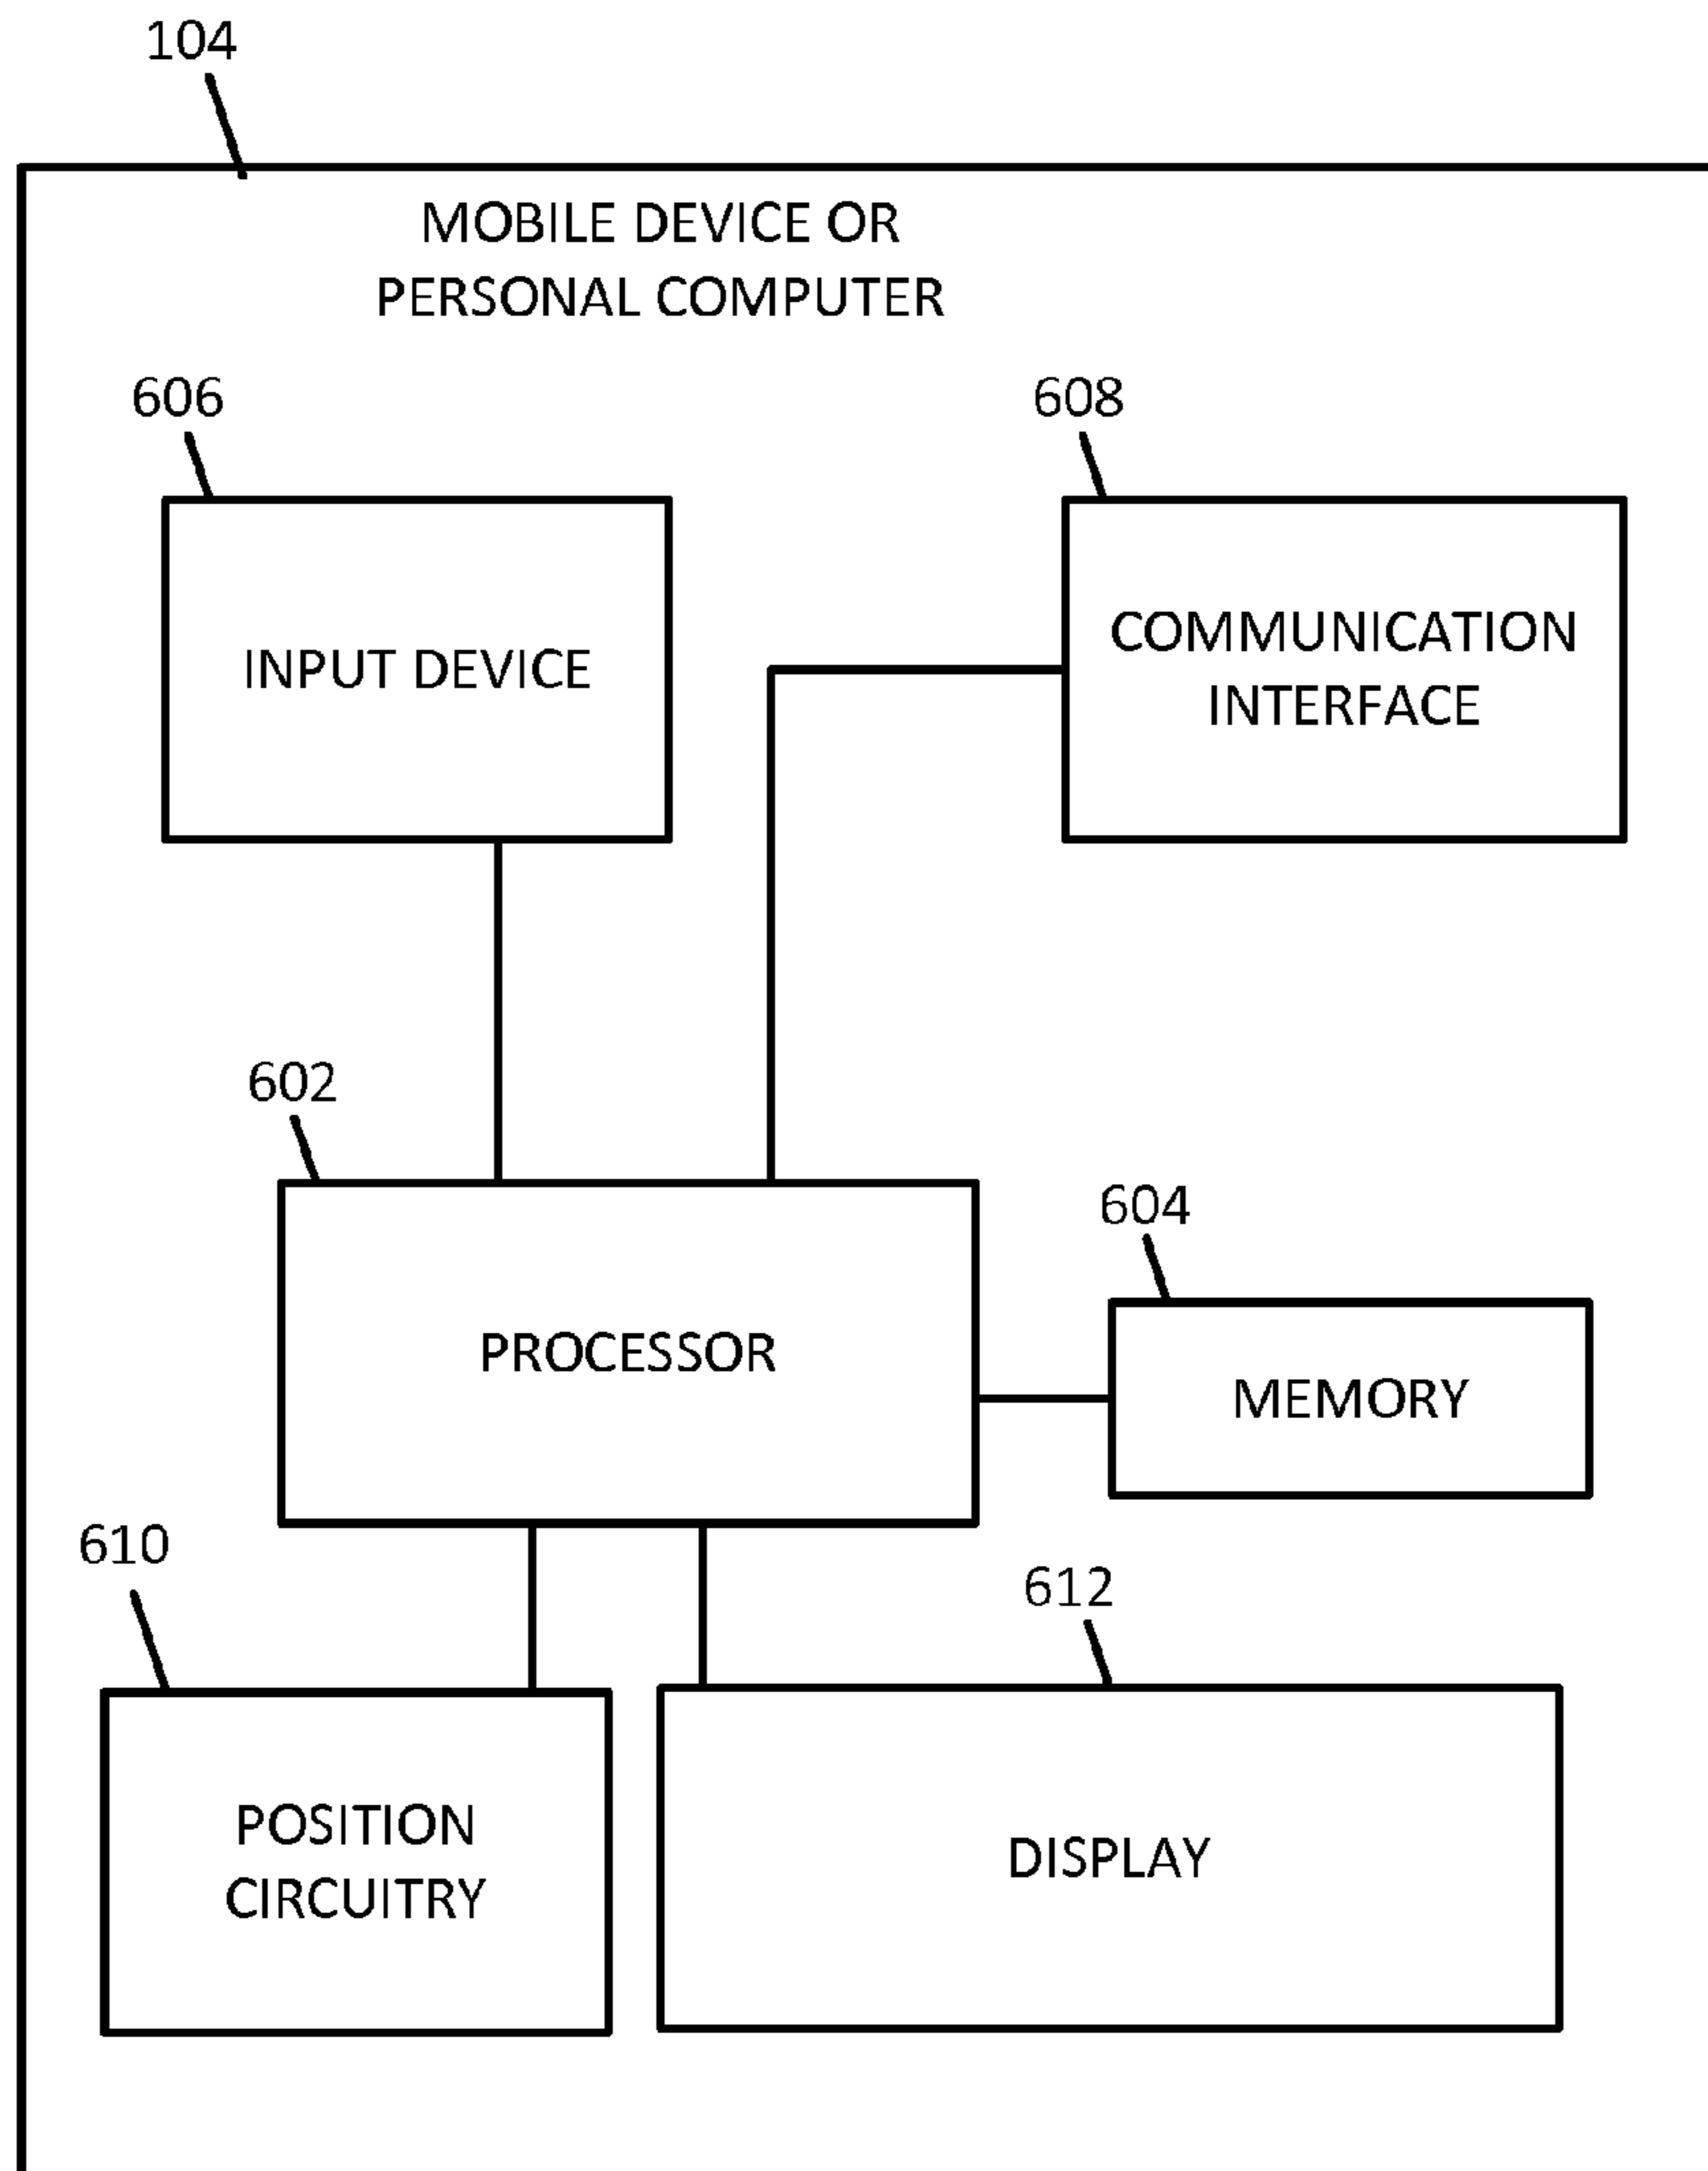 104
MOBILE DEVICE OR
PERSONAL COMPUTER
606
608
INPUT DEVICE
COMMUNICATION
INTERFACE
602
604
PROCESSOR
MEMORY
610
612
POSITION
CIRCUITRY
DISPLAY